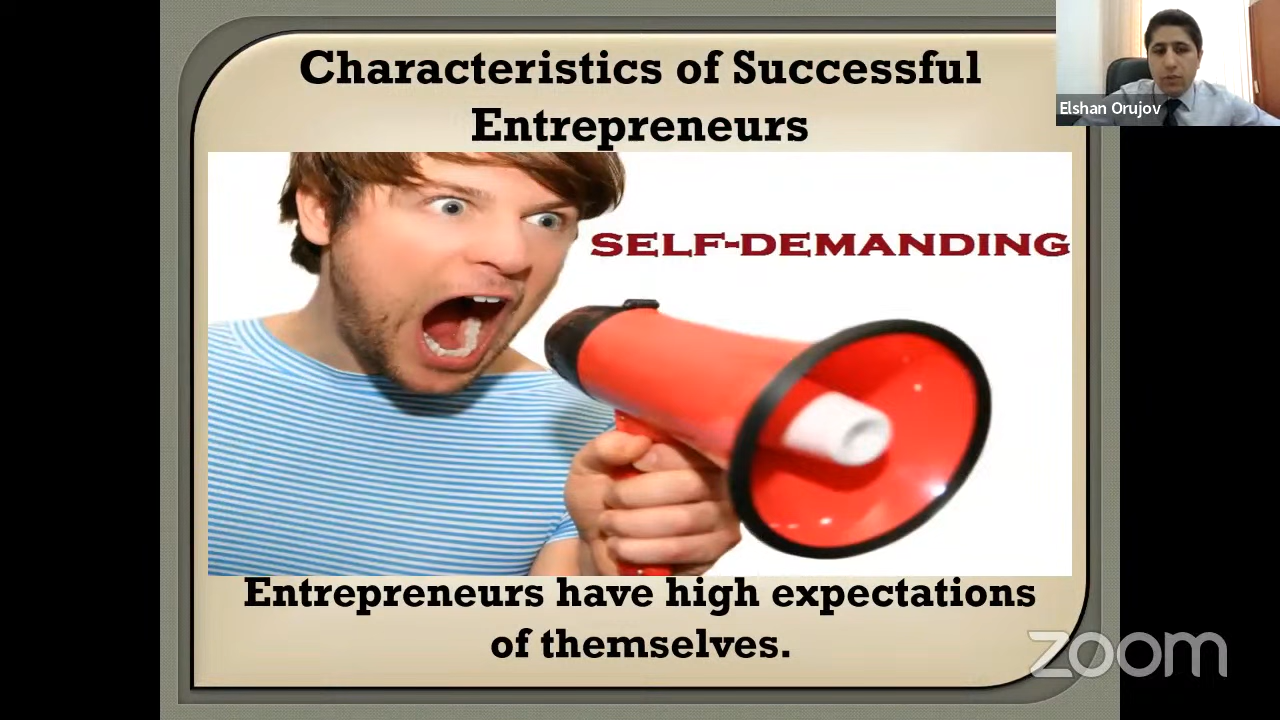 Characteristics of Successful
Entrepreneurs
Elshan Orujov
SELF-DEMANDING
Entrepreneurs have high expectations
of themselves.
zoom